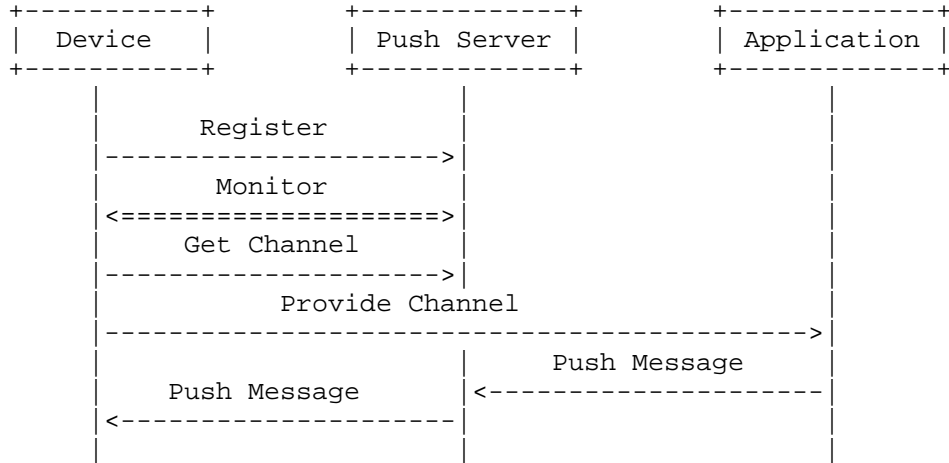 Device Push Server Application
Register
Monitor
Get Channel
Provide Channel
Push Message
Push Message